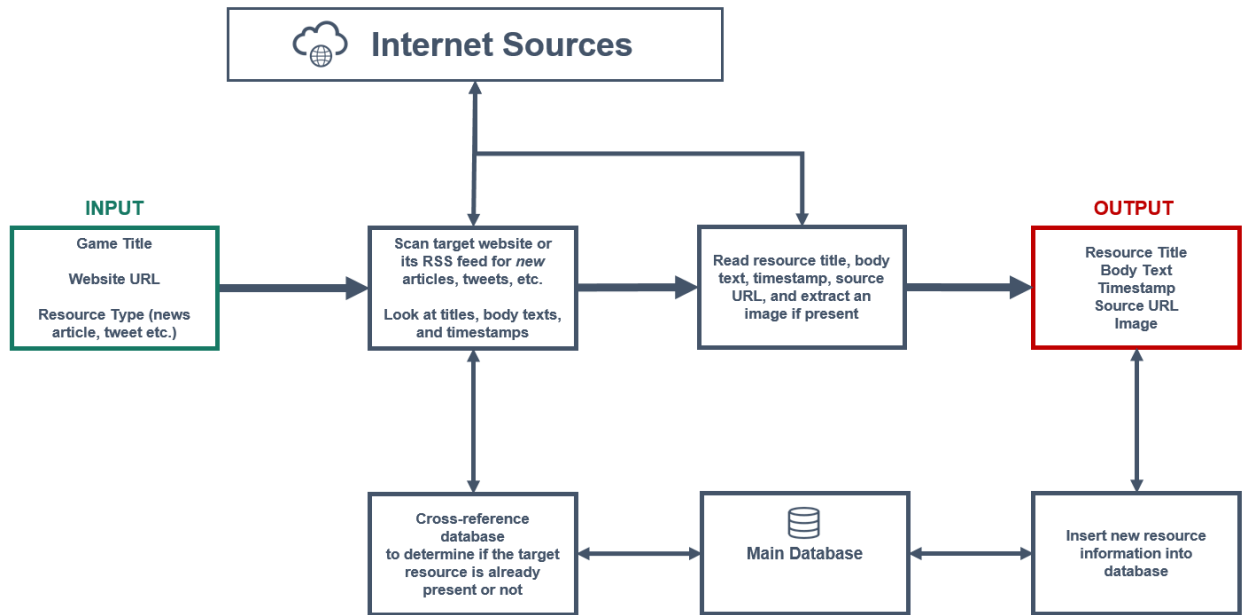 Internet Sources
INPUT
Game Title
Website URL
Resource Type (news
article, tweet etc.)
Scan target website or
its RSS feed for new
articles, tweets, etc.
Look at titles, body texts,
and timestamps
Read resource title, body
text, timestamp, source
URL, and extract an
image if present
OUTPUT
Resource Title
Body Text
Timestamp
Source URL
Image
Cross-reference
database
to determine if the target
resource is already
present or not
Main Database
Insert new resource
information into
database